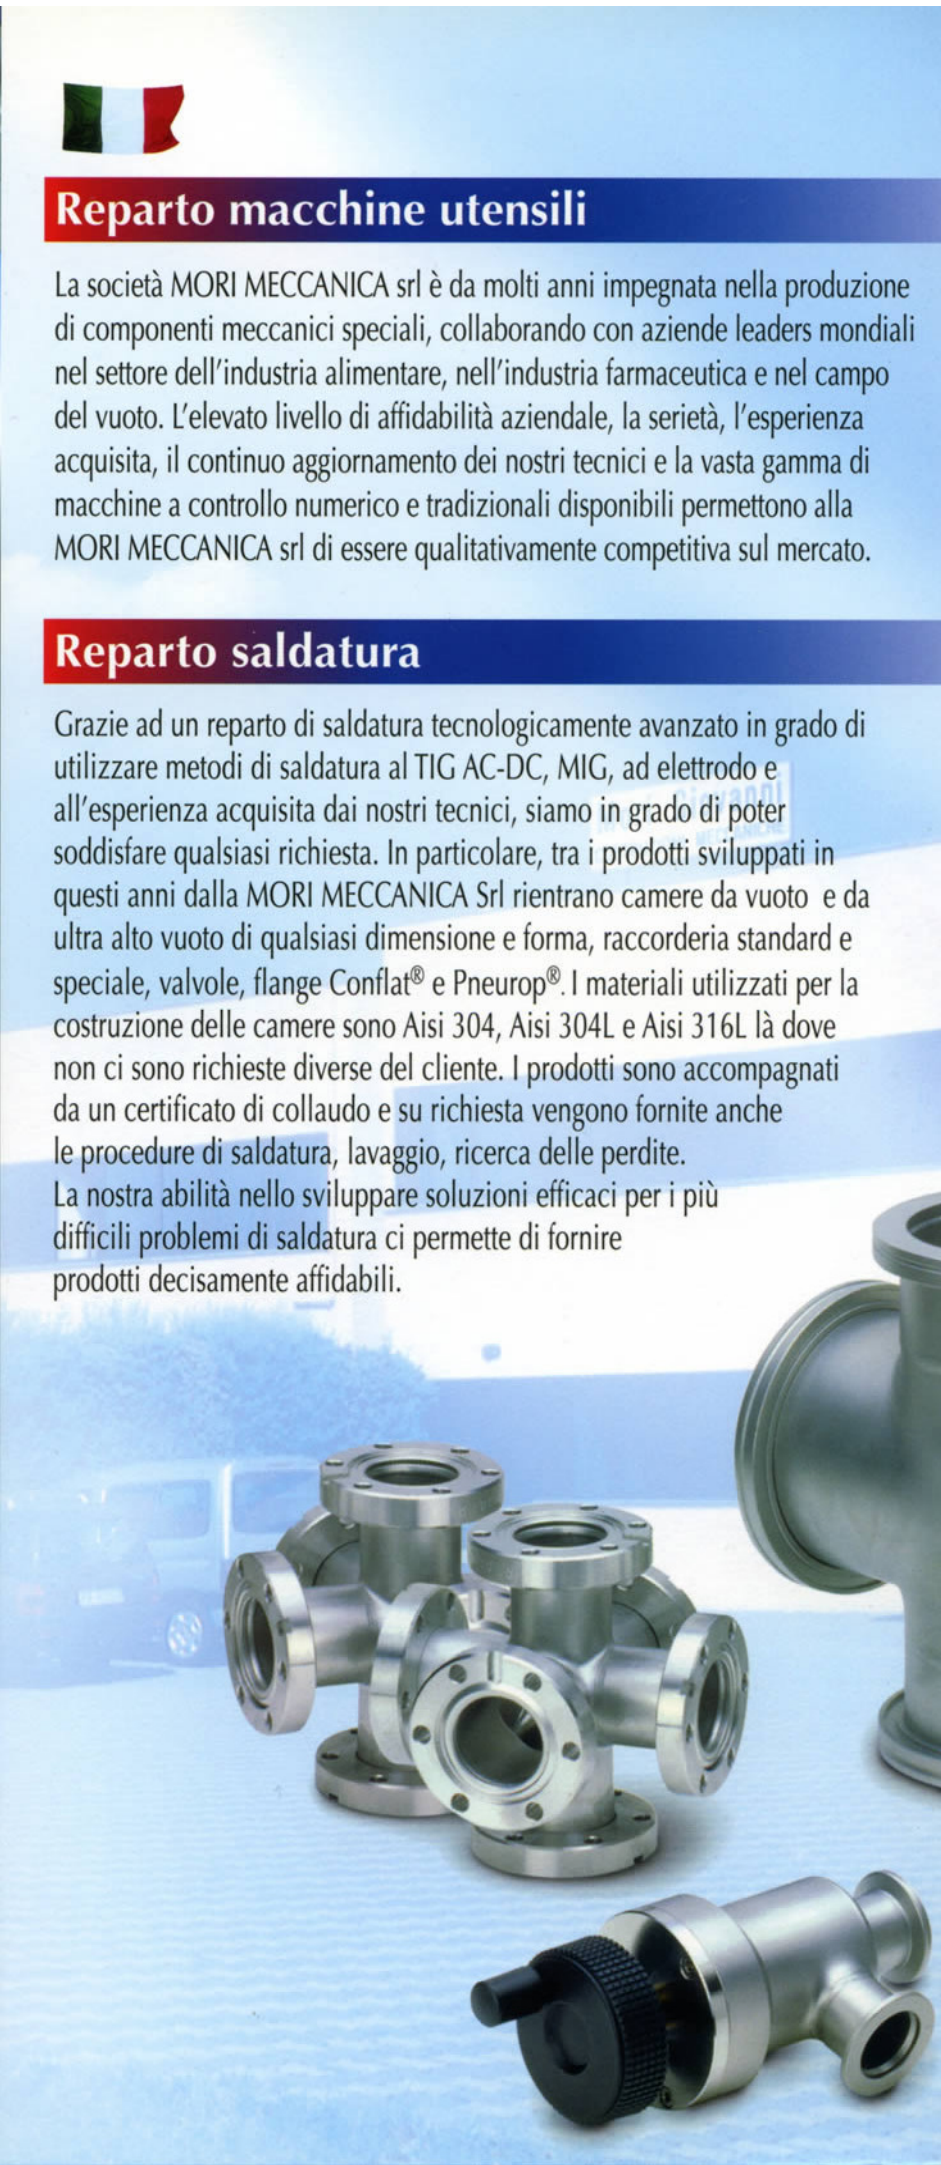 Reparto macchine utensili
La società MORI MECCANICA srl è da molti anni impegnata nella produzione
di componenti meccanici speciali, collaborando con aziende leaders mondiali
nel settore dell'industria alimentare, nell'industria farmaceutica e nel campo
del vuoto. L'elevato livello di affidabilità aziendale, la serietà, l'esperienza
acquisita, il continuo aggiornamento dei nostri tecnici e la vasta gamma di
macchine a controllo numerico e tradizionali disponibili permettono alla
MORI MECCANICA srl di essere qualitativamente competitiva sul mercato.
Reparto saldatura
Grazie ad un reparto di saldatura tecnologicamente avanzato in grado di
utilizzare metodi di saldatura al TIG AC-DC, MIG, ad elettrodo e
all'esperienza acquisita dai nostri tecnici, siamo in grado di poter
soddisfare qualsiasi richiesta. In particolare, tra i prodotti sviluppati in
questi anni dalla MORI MECCANICA Srl rientrano camere da vuoto e da
ultra alto vuoto di qualsiasi dimensione e forma, raccorderia standard e
speciale, valvole, flange Conflat® e Pneurop®. I materiali utilizzati per la
costruzione delle camere sono Aisi 304, Aisi 304L e Aisi 316L là dove
non ci sono richieste diverse del cliente. I prodotti sono accompagnati
da un certificato di collaudo e su richiesta vengono fornite anche
le procedure di saldatura, lavaggio, ricerca delle perdite.
La nostra abilità nello sviluppare soluzioni efficaci per i più
difficili problemi di saldatura ci permette di fornire
prodotti decisamente affidabili.